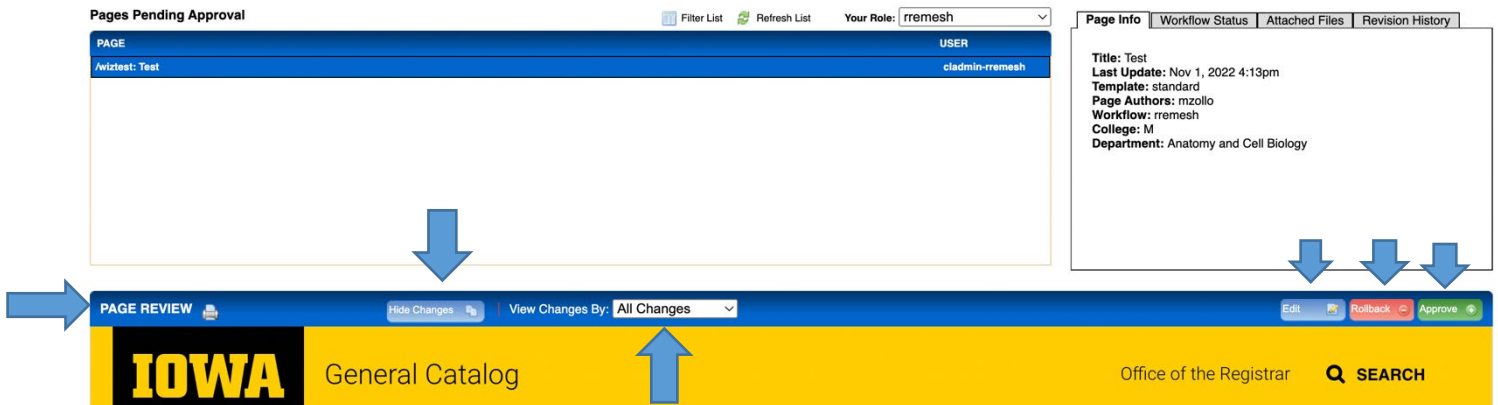 Pages Pending Approval
Filter List
Refresh List
Your Role: rremesh
PAGE USER
/wiztest: Test cladmin-rremesh
Page Info Workflow Status Attached Files Revision History
Title: Test
Last Update: Nov 1, 2022 4:13pm
Template: standard
Page Authors: mzollo
Workflow: rremesh
College: M
Department: Anatomy and Cell Biology
PAGE REVIEW Hide Changes | View Changes By: All Changes Edit Rollback Approve
IOWA General Catalog Office of the Registrar SEARCH